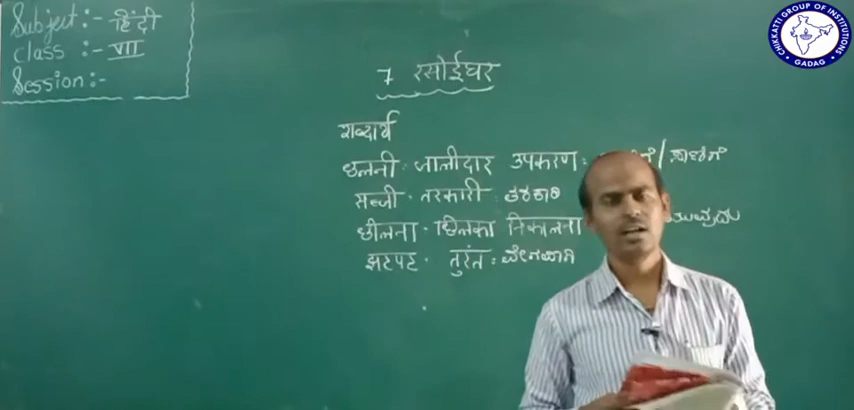 Subject:- हिंदी
class :- VII
Session:-
7 रसोईघर
शब्दार्थ
छलनी - जालीदार उपकरण :
सब्जी - तरकारी : ತರಕಾರಿ
छीलना - छिलका निकालना
झटपट - तुरंत :
CHIKKATTI GROUP OF INSTITUTIONS
GADAG